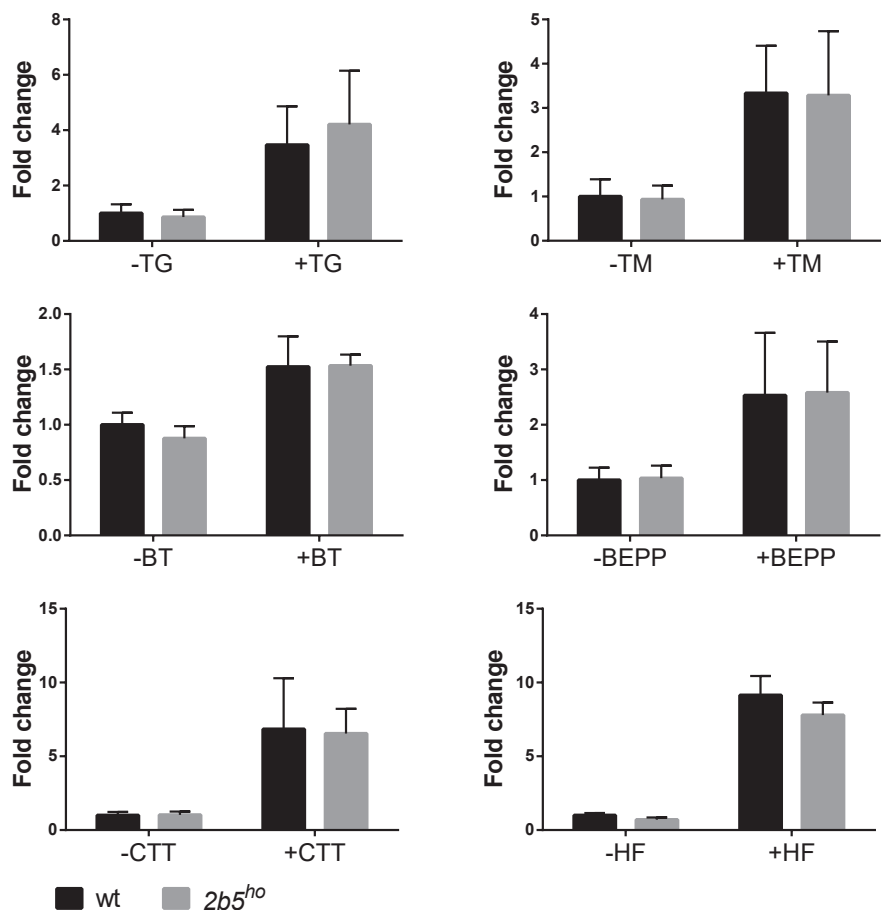 Fold change
8
6
4
2
0
-TG +TG
Fold change
5
4
3
2
1
0
-TM +TM
Fold change
2.0
1.5
1.0
0.5
0.0
-BT +BT
Fold change
4
3
2
1
0
-BEPP +BEPP
Fold change
15
10
5
0
-CTT +CTT
Fold change
15
10
5
0
-HF +HF
wt 2b5ho